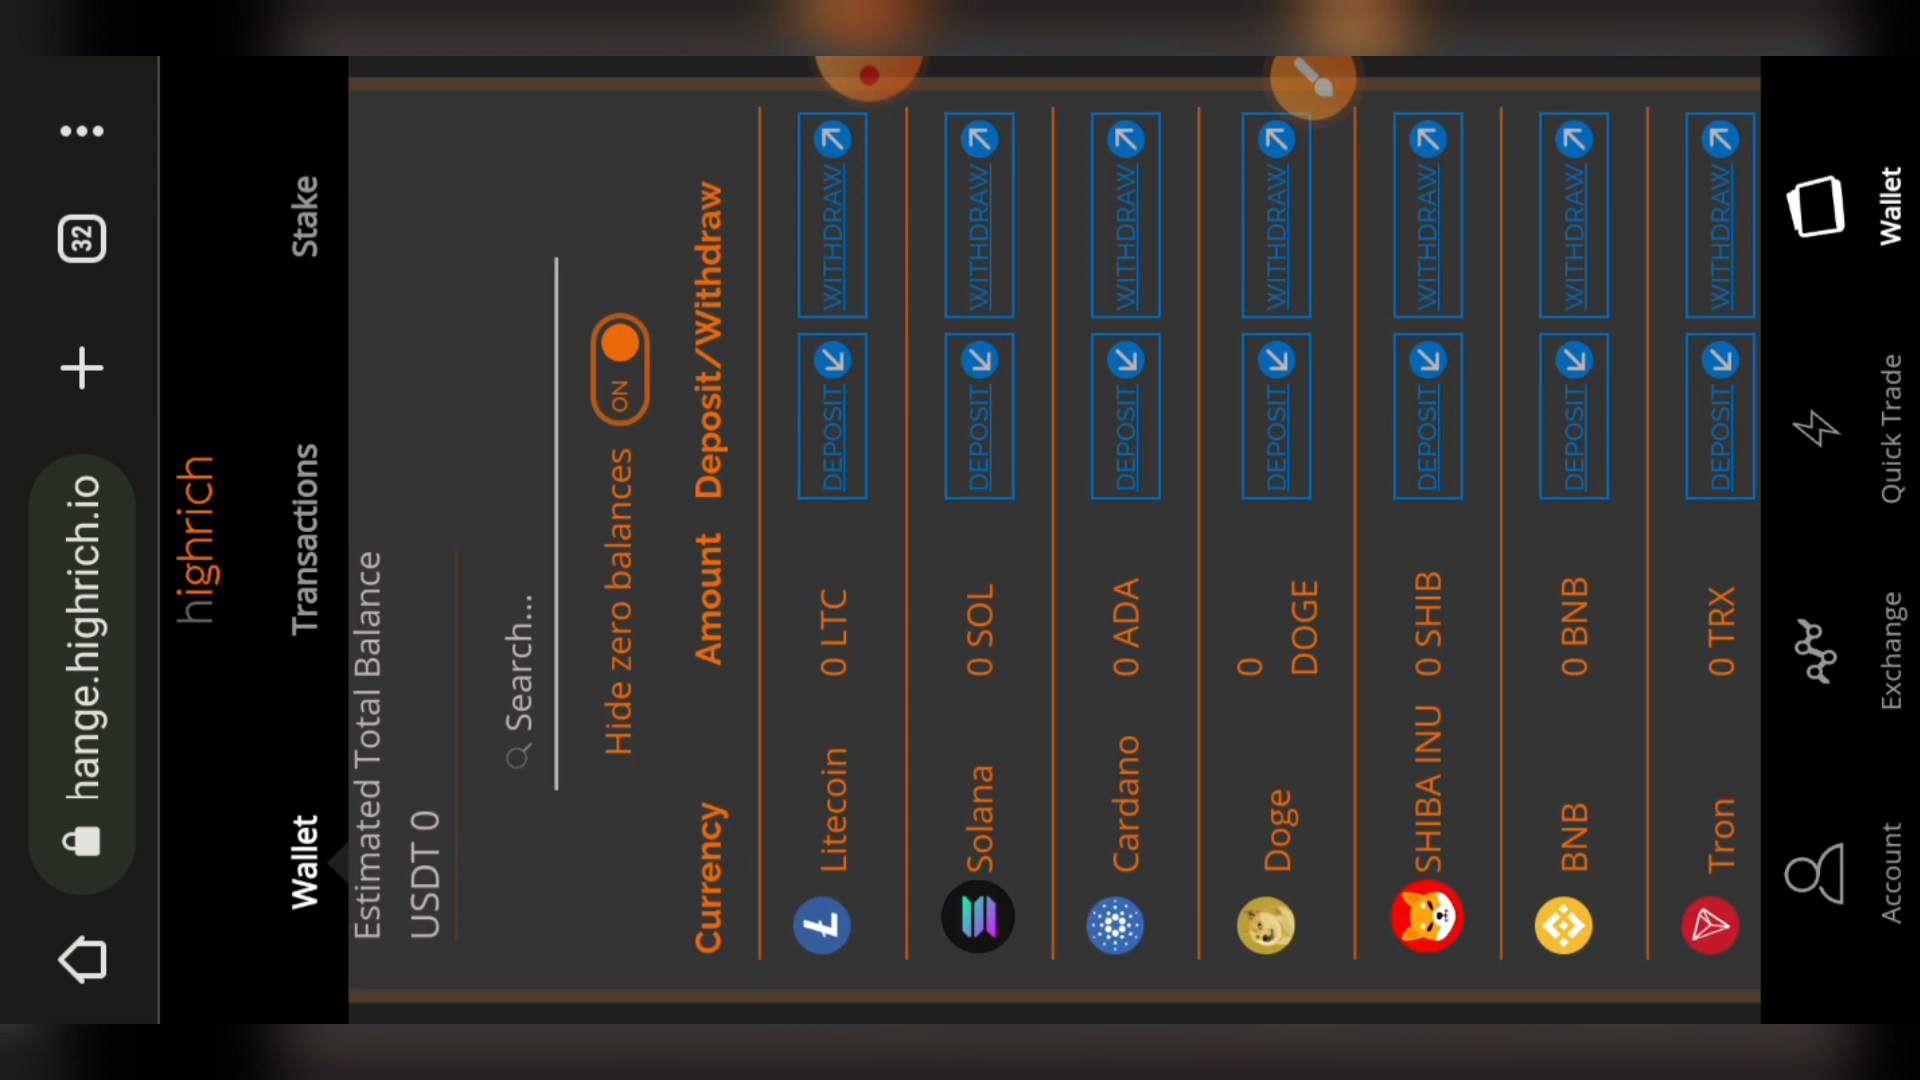 hange.highrich.io
32
highrich
Wallet
Transactions
Stake
Estimated Total Balance
USDT 0
Search...
Hide zero balances ON
Currency Amount Deposit/Withdraw
Litecoin 0 LTC DEPOSIT WITHDRAW
Solana 0 SOL DEPOSIT WITHDRAW
Cardano 0 ADA DEPOSIT WITHDRAW
Doge 0 DOGE DEPOSIT WITHDRAW
SHIBA INU 0 SHIB DEPOSIT WITHDRAW
BNB 0 BNB DEPOSIT WITHDRAW
Tron 0 TRX DEPOSIT WITHDRAW
Account Exchange Quick Trade Wallet